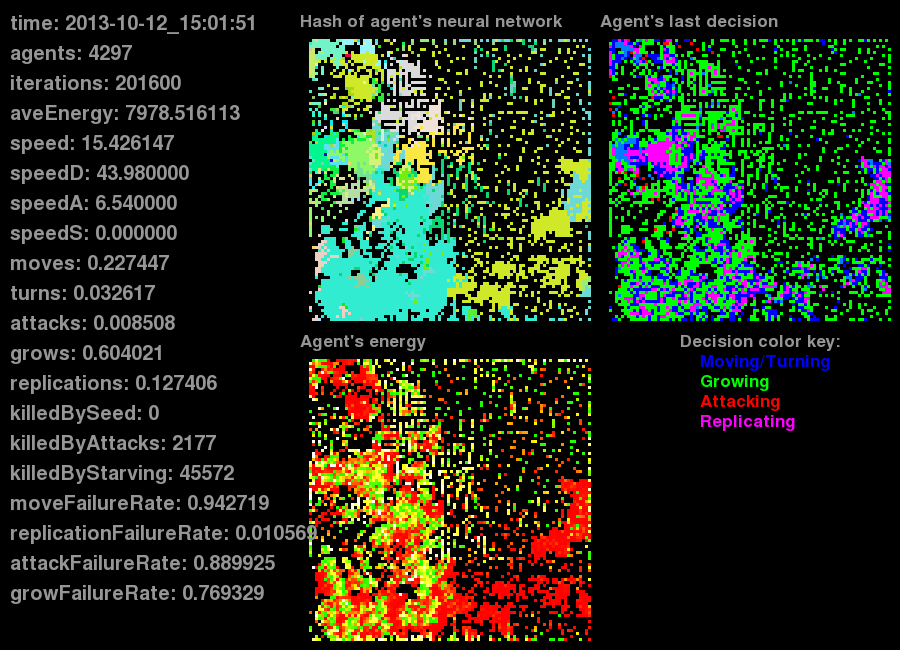 time: 2013-10-12_15:01:51
agents: 4297
iterations: 201600
aveEnergy: 7978.516113
speed: 15.426147
speedD: 43.980000
speedA: 6.540000
speedS: 0.000000
moves: 0.227447
turns: 0.032617
attacks: 0.008508
grows: 0.604021
replications: 0.127406
killedBySeed: 0
killedByAttacks: 2177
killedByStarving: 45572
moveFailureRate: 0.942719
replicationFailureRate: 0.010569
attackFailureRate: 0.889925
growFailureRate: 0.769329
Hash of agent's neural network
Agent's last decision
Agent's energy
Decision color key:
Moving/Turning
Growing
Attacking
Replicating